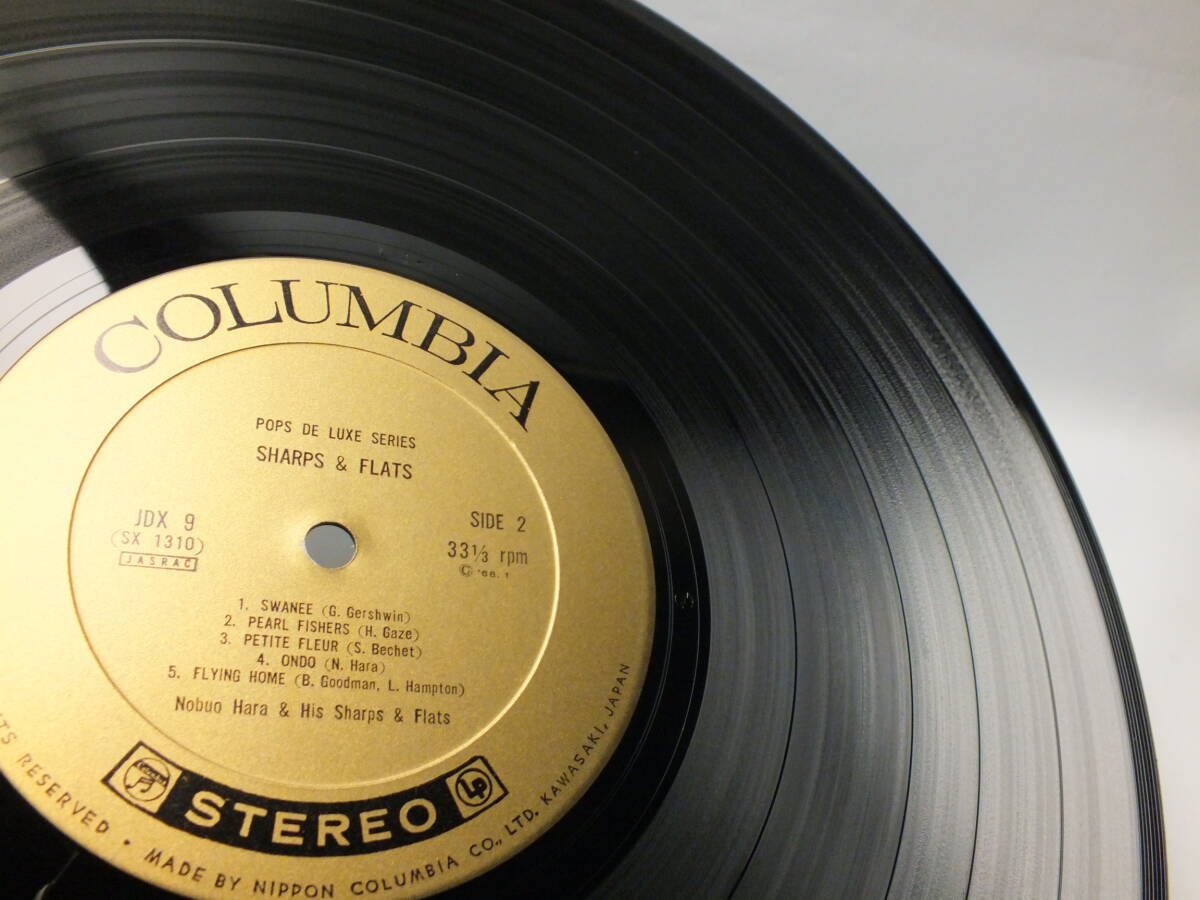 COLUMBIA
POPS DE LUXE SERIES
SHARPS & FLATS
JDX 9
(SX 1310)
JASRAC
SIDE 2
33 1/3 rpm
© '68. 1
1. SWANEE (G. Gershwin)
2. PEARL FISHERS (H. Gaze)
3. PETITE FLEUR (S. Bechet)
4. ONDO (N. Hara)
5. FLYING HOME (B. Goodman, L. Hampton)
Nobuo Hara & His Sharps & Flats
STEREO
LP
RESERVED • MADE BY NIPPON COLUMBIA CO., LTD. KAWASAKI, JAPAN